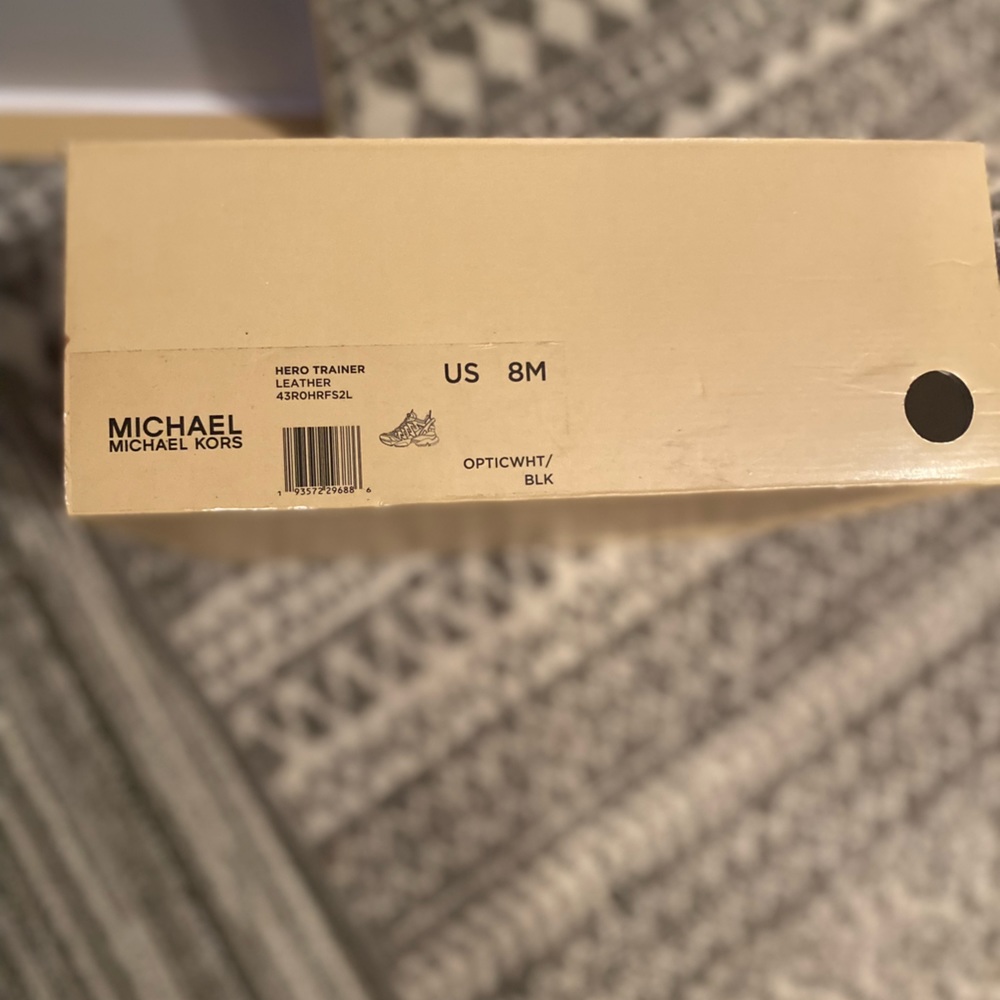 MICHAEL
MICHAEL KORS
HERO TRAINER
LEATHER
43R0HRFS2L
1 93572 29688 6
US 8M
OPTICWHT/
BLK